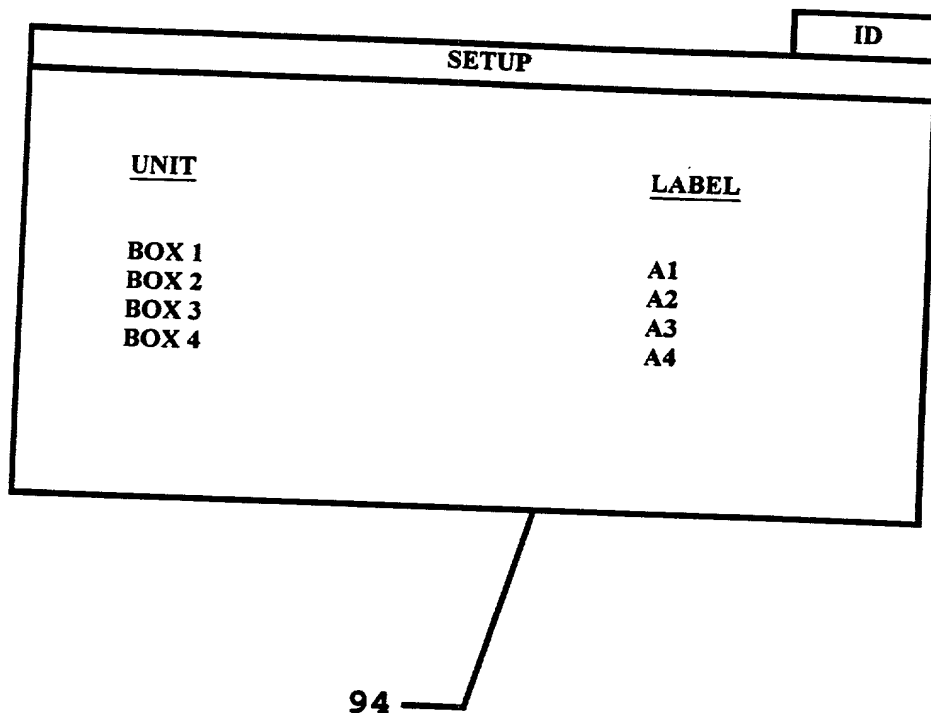 ID
SETUP
UNIT LABEL
BOX 1 A1
BOX 2 A2
BOX 3 A3
BOX 4 A4
94